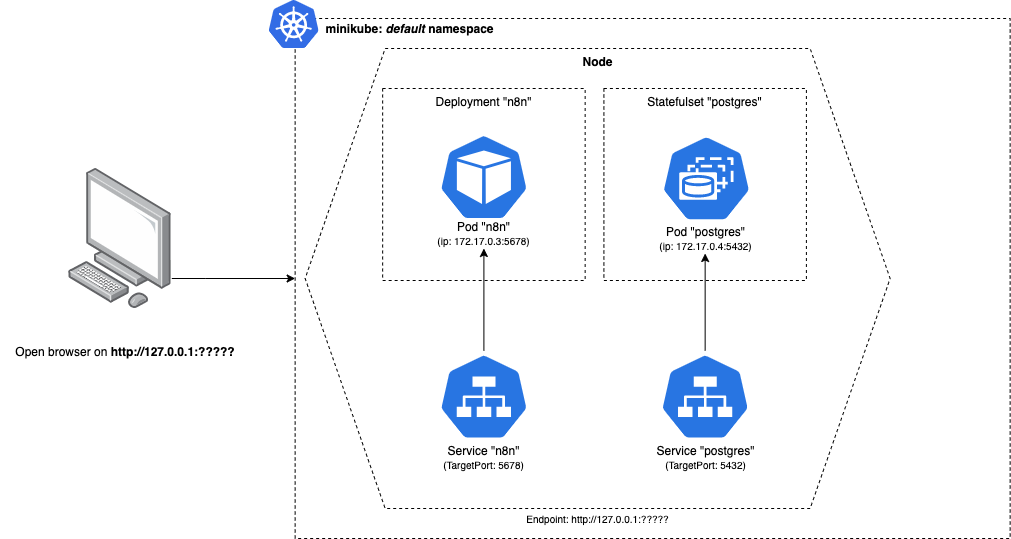 minikube: default namespace
Node
Deployment "n8n"
Statefulset "postgres"
Pod "n8n"
(ip: 172.17.0.3:5678)
Pod "postgres"
(ip: 172.17.0.4:5432)
Open browser on http://127.0.0.1:?????
Service "n8n"
(TargetPort: 5678)
Service "postgres"
(TargetPort: 5432)
Endpoint: http://127.0.0.1:?????